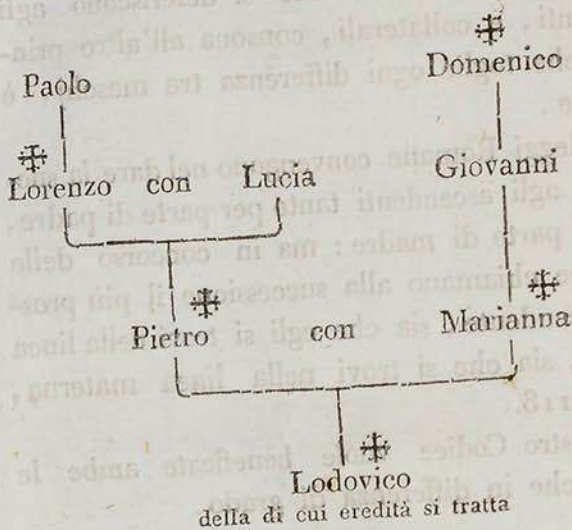 Domenico
Paolo
Lorenzo con Lucia Giovanni
Pietro con Marianna
Lodovico
della di cui eredità si tratta